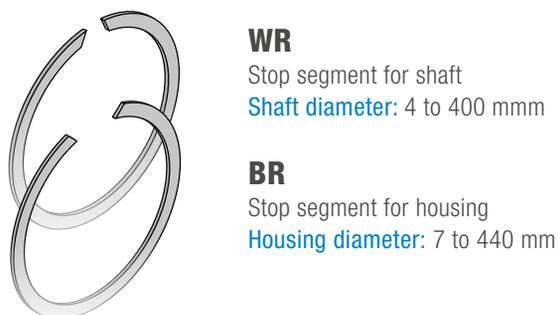 WR
Stop segment for shaft
Shaft diameter: 4 to 400 mmm
BR
Stop segment for housing
Housing diameter: 7 to 440 mm